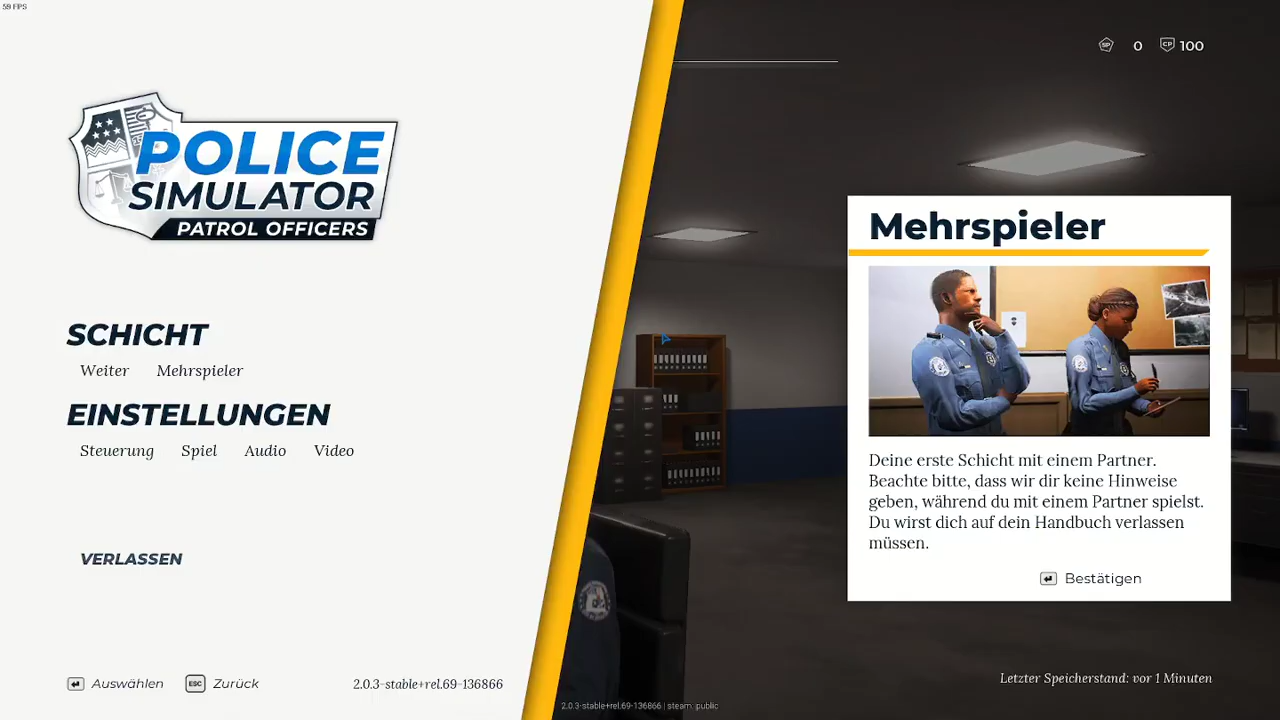 59 FPS
0
100
POLICE
SIMULATOR
PATROL OFFICERS
SCHICHT
Weiter Mehrspieler
EINSTELLUNGEN
Steuerung Spiel Audio Video
VERLASSEN
Auswählen ESC Zurück 2.0.3-stable+rel.69-136866
SP
CP
Mehrspieler
Deine erste Schicht mit einem Partner.
Beachte bitte, dass wir dir keine Hinweise
geben, während du mit einem Partner spielst.
Du wirst dich auf dein Handbuch verlassen
müssen.
Bestätigen
Letzter Speicherstand: vor 1 Minuten
2.0.3-stable+rel.69-136866 | steam: public